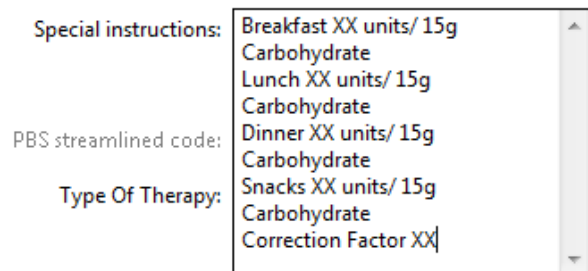 Special instructions:
Breakfast XX units/ 15g
Carbohydrate
Lunch XX units/ 15g
Carbohydrate
Dinner XX units/ 15g
PBS streamlined code:
Carbohydrate
Type Of Therapy:
Snacks XX units/ 15g
Carbohydrate
Correction Factor XX